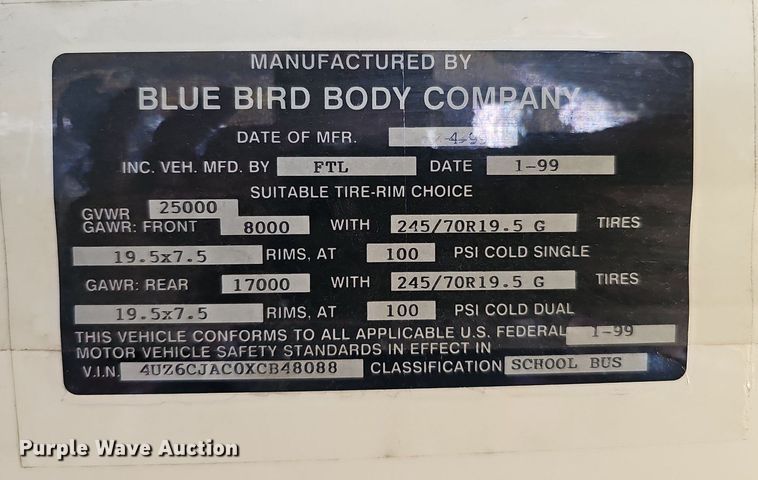 MANUFACTURED BY
BLUE BIRD BODY COMPANY
DATE OF MFR. -4-99
INC. VEH. MFD. BY FTL DATE 1-99
SUITABLE TIRE-RIM CHOICE
GVWR 25000
GAWR: FRONT 8000 WITH 245/70R19.5 G TIRES
19.5x7.5 RIMS, AT 100 PSI COLD SINGLE
GAWR: REAR 17000 WITH 245/70R19.5 G TIRES
19.5x7.5 RIMS, AT 100 PSI COLD DUAL
THIS VEHICLE CONFORMS TO ALL APPLICABLE U.S. FEDERAL 1-99
MOTOR VEHICLE SAFETY STANDARDS IN EFFECT IN
V.I.N. 4UZ6CJAC0XCB48088 CLASSIFICATION SCHOOL BUS
Purple Wave Auction